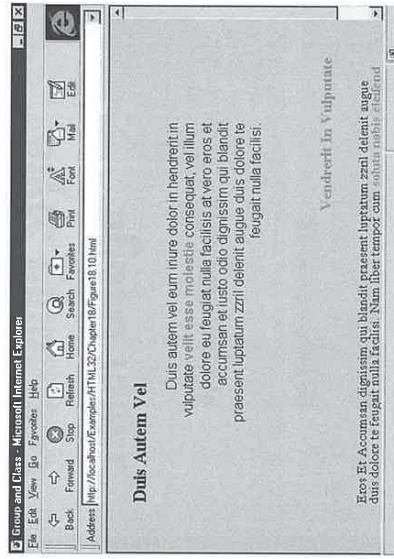 Group and Class - Microsoft Internet Explorer
File Edit View Go Favorites Help
Back Forward Stop Refresh Home Search Favorites Print Font Mail Edit
Address http://localhost/Examples/HTML32/Chapter18/Figure18.10.html
Duis Autem Vel
Duis autem vel eum iriure dolor in hendrerit in
vulputate velit esse molestie consequat, vel illum
dolore eu feugiat nulla facilisis at vero eros et
accumsan et iusto odio dignissim qui blandit
praesent luptatum zzril delenit augue duis dolore te
feugait nulla facilisi.
Vendrerit In Vulputate
Eros Et Accumsan dignissim qui blandit praesent luptatum zzril delenit augue
duis dolore te feugait nulla facilisi. Nam liber tempor cum soluta nobis eleifend